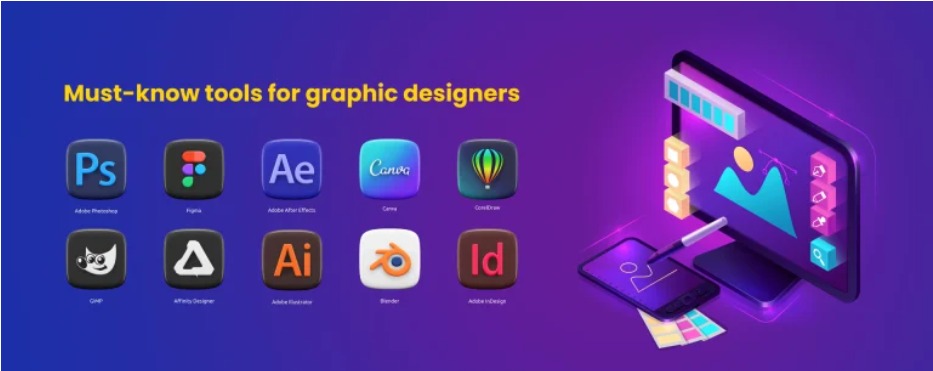 Must-know tools for graphic designers
Ps
Ae
Canva
Adobe Photoshop
Figma
Adobe After Effects
Canva
CorelDraw
Ai
Id
GIMP
Affinity Designer
Adobe Illustrator
Blender
Adobe InDesign